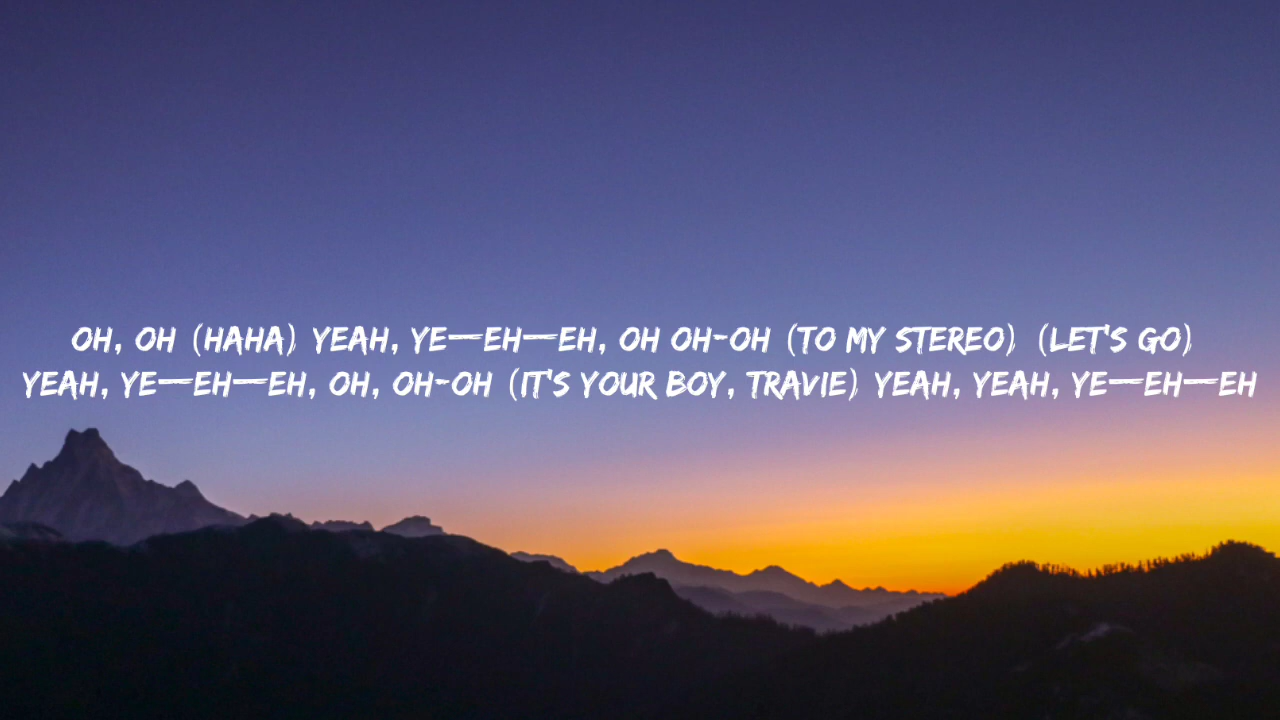 OH, OH (HAHA) YEAH, YE—EH—EH, OH OH-OH (TO MY STEREO) (LET'S GO)
YEAH, YE—EH—EH, OH, OH-OH (IT'S YOUR BOY, TRAVIE) YEAH, YEAH, YE—EH—EH